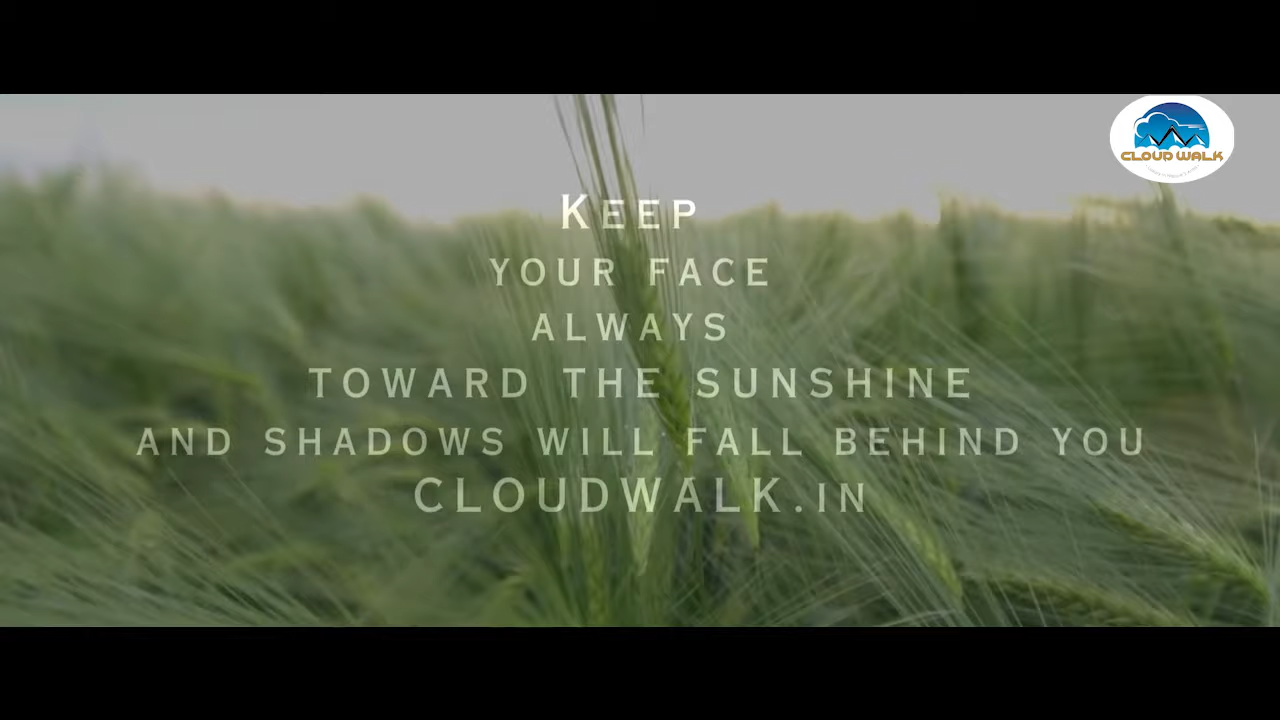 CLOUD WALK
KEEP
YOUR FACE
ALWAYS
TOWARD THE SUNSHINE
AND SHADOWS WILL FALL BEHIND YOU
CLOUDWALK.IN